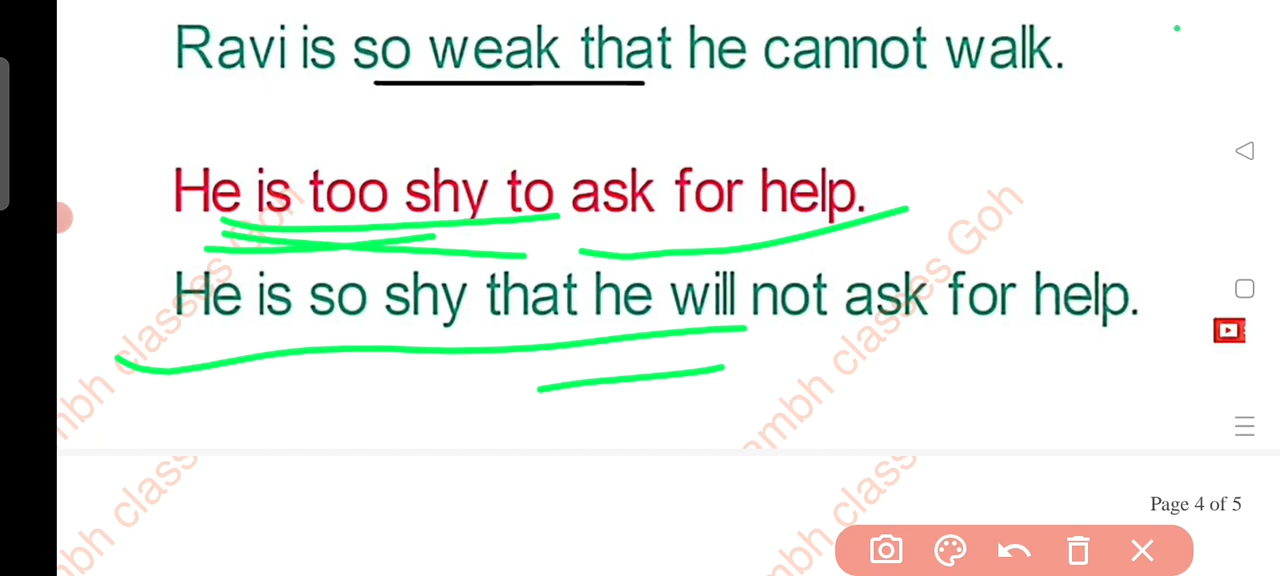 Ravi is so weak that he cannot walk.
He is too shy to ask for help.
He is so shy that he will not ask for help.
Page 4 of 5